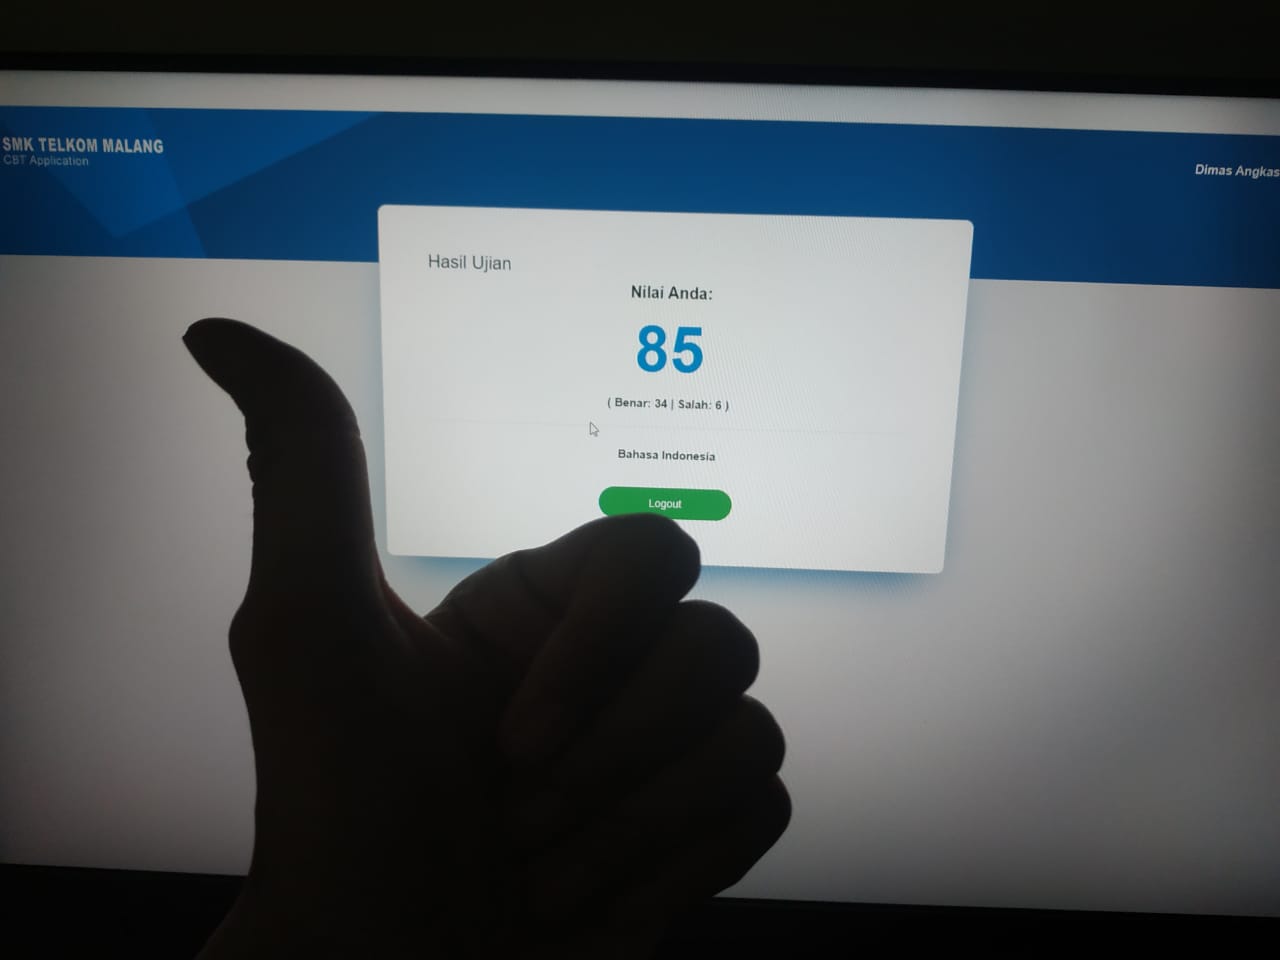 SMK TELKOM MALANG
CBT Application
Dimas Angkas
Hasil Ujian
Nilai Anda:
85
( Benar: 34 | Salah: 6 )
Bahasa Indonesia
Logout